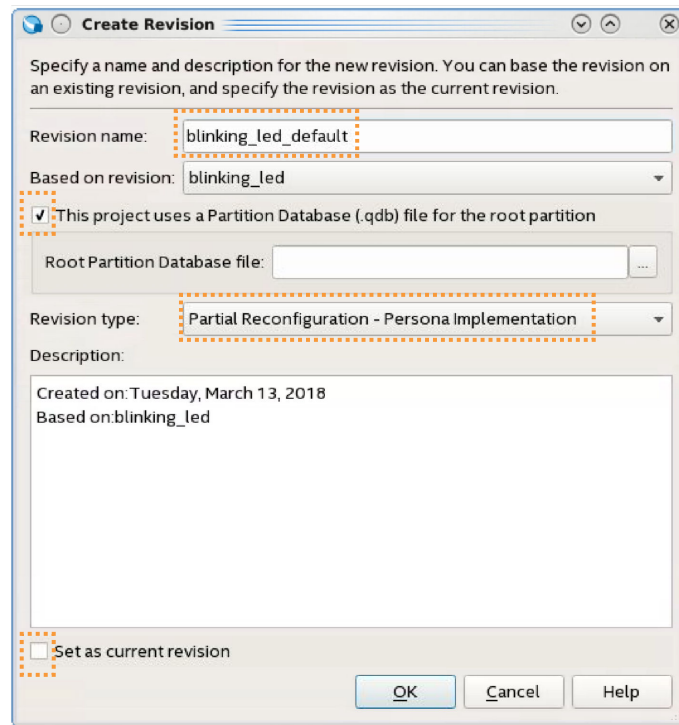 Create Revision
Specify a name and description for the new revision. You can base the revision on
an existing revision, and specify the revision as the current revision.
Revision name: blinking_led_default
Based on revision: blinking_led
This project uses a Partition Database (.qdb) file for the root partition
Root Partition Database file: ...
Revision type: Partial Reconfiguration - Persona Implementation
Description:
Created on:Tuesday, March 13, 2018
Based on:blinking_led
Set as current revision
OK Cancel Help